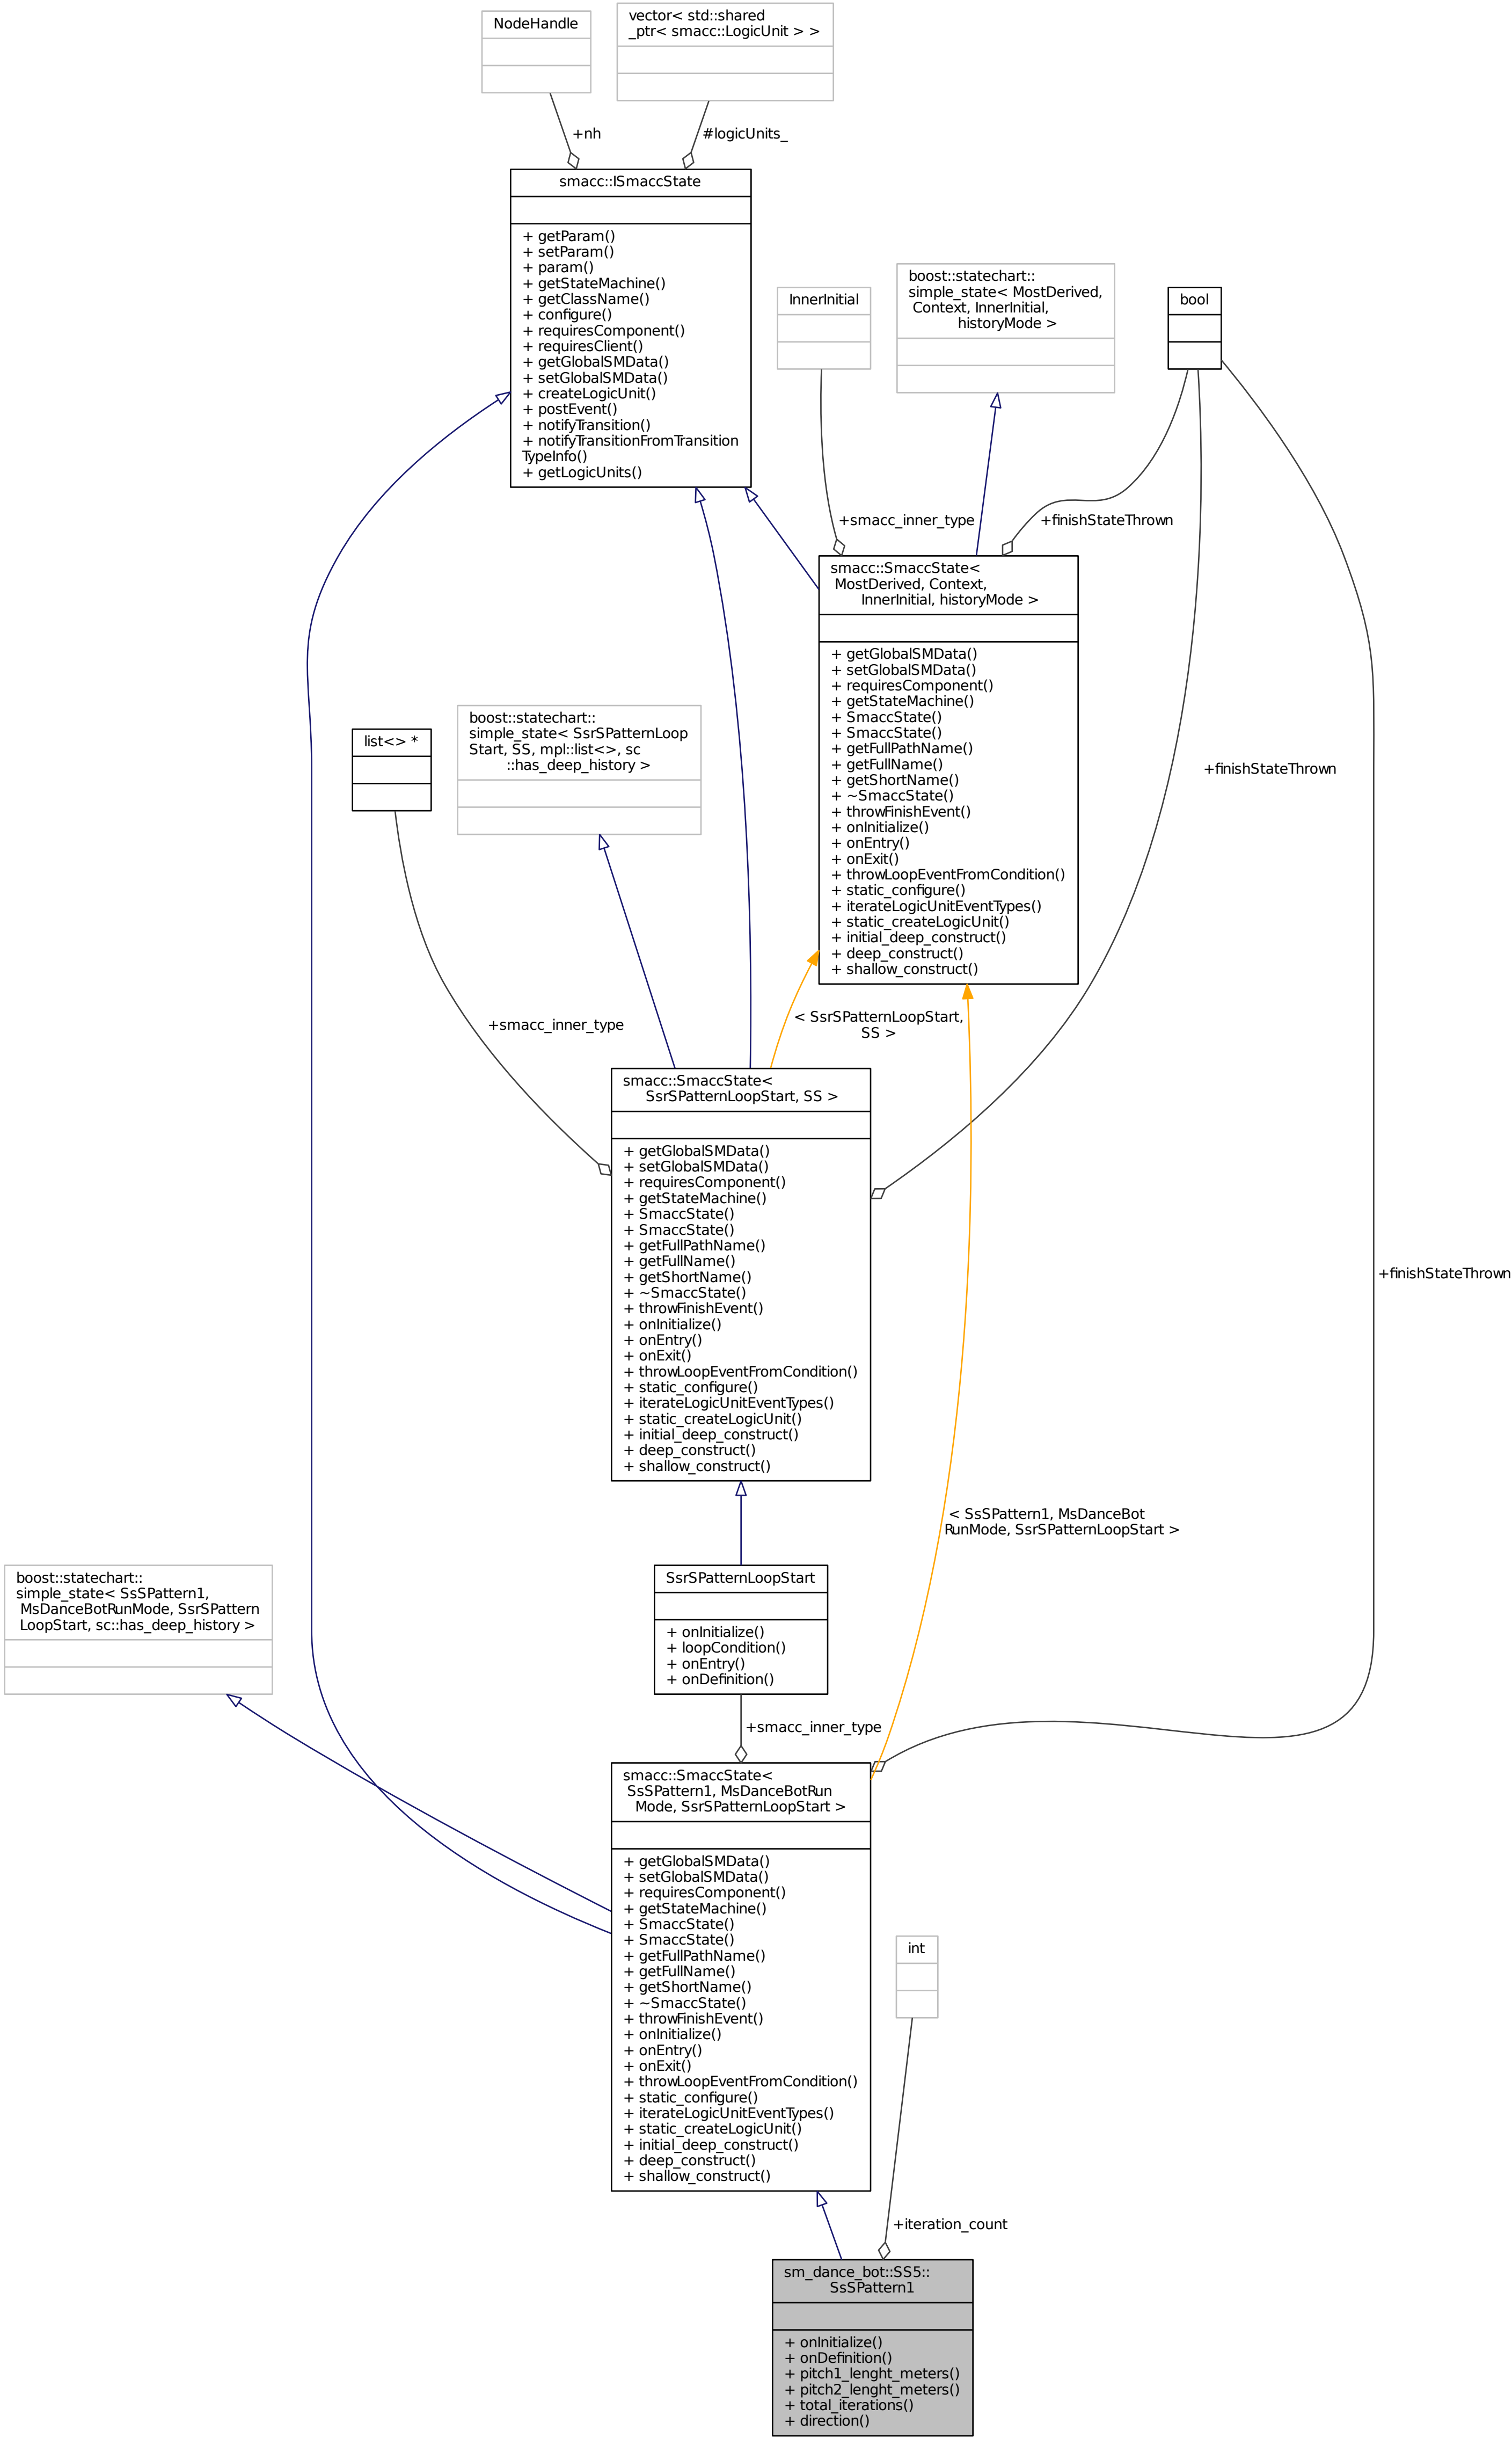 NodeHandle
vector< std::shared
_ptr< smacc::LogicUnit > >
+nh
#logicUnits_
smacc::ISmaccState
+ getParam()
+ setParam()
+ param()
+ getStateMachine()
+ getClassName()
+ configure()
+ requiresComponent()
+ requiresClient()
+ getGlobalSMData()
+ setGlobalSMData()
+ createLogicUnit()
+ postEvent()
+ notifyTransition()
+ notifyTransitionFromTransition
TypeInfo()
+ getLogicUnits()
InnerInitial
boost::statechart::
simple_state< MostDerived,
Context, InnerInitial,
historyMode >
bool
+smacc_inner_type
+finishStateThrown
smacc::SmaccState<
MostDerived, Context,
InnerInitial, historyMode >
+ getGlobalSMData()
+ setGlobalSMData()
+ requiresComponent()
+ getStateMachine()
+ SmaccState()
+ SmaccState()
+ getFullPathName()
+ getFullName()
+ getShortName()
+ ~SmaccState()
+ throwFinishEvent()
+ onInitialize()
+ onEntry()
+ onExit()
+ throwLoopEventFromCondition()
+ static_configure()
+ iterateLogicUnitEventTypes()
+ static_createLogicUnit()
+ initial_deep_construct()
+ deep_construct()
+ shallow_construct()
list<> *
boost::statechart::
simple_state< SsrSPatternLoop
Start, SS, mpl::list<>, sc
::has_deep_history >
+finishStateThrown
+smacc_inner_type
< SsrSPatternLoopStart,
SS >
smacc::SmaccState<
SsrSPatternLoopStart, SS >
+ getGlobalSMData()
+ setGlobalSMData()
+ requiresComponent()
+ getStateMachine()
+ SmaccState()
+ SmaccState()
+ getFullPathName()
+ getFullName()
+ getShortName()
+ ~SmaccState()
+ throwFinishEvent()
+ onInitialize()
+ onEntry()
+ onExit()
+ throwLoopEventFromCondition()
+ static_configure()
+ iterateLogicUnitEventTypes()
+ static_createLogicUnit()
+ initial_deep_construct()
+ deep_construct()
+ shallow_construct()
+finishStateThrown
< SsSPattern1, MsDanceBot
RunMode, SsrSPatternLoopStart >
boost::statechart::
simple_state< SsSPattern1,
MsDanceBotRunMode, SsrSPattern
LoopStart, sc::has_deep_history >
SsrSPatternLoopStart
+ onInitialize()
+ loopCondition()
+ onEntry()
+ onDefinition()
+smacc_inner_type
smacc::SmaccState<
SsSPattern1, MsDanceBotRun
Mode, SsrSPatternLoopStart >
+ getGlobalSMData()
+ setGlobalSMData()
+ requiresComponent()
+ getStateMachine()
+ SmaccState()
+ SmaccState()
+ getFullPathName()
+ getFullName()
+ getShortName()
+ ~SmaccState()
+ throwFinishEvent()
+ onInitialize()
+ onEntry()
+ onExit()
+ throwLoopEventFromCondition()
+ static_configure()
+ iterateLogicUnitEventTypes()
+ static_createLogicUnit()
+ initial_deep_construct()
+ deep_construct()
+ shallow_construct()
int
+iteration_count
sm_dance_bot::SS5::
SsSPattern1
+ onInitialize()
+ onDefinition()
+ pitch1_lenght_meters()
+ pitch2_lenght_meters()
+ total_iterations()
+ direction()